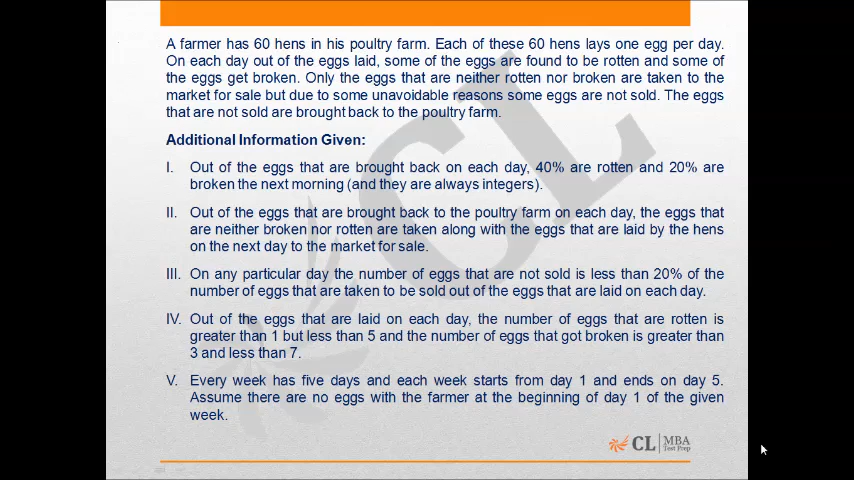 A farmer has 60 hens in his poultry farm. Each of these 60 hens lays one egg per day.
On each day out of the eggs laid, some of the eggs are found to be rotten and some of
the eggs get broken. Only the eggs that are neither rotten nor broken are taken to the
market for sale but due to some unavoidable reasons some eggs are not sold. The eggs
that are not sold are brought back to the poultry farm.
Additional Information Given:
I. Out of the eggs that are brought back on each day, 40% are rotten and 20% are
broken the next morning (and they are always integers).
II. Out of the eggs that are brought back to the poultry farm on each day, the eggs that
are neither broken nor rotten are taken along with the eggs that are laid by the hens
on the next day to the market for sale.
III. On any particular day the number of eggs that are not sold is less than 20% of the
number of eggs that are taken to be sold out of the eggs that are laid on each day.
IV. Out of the eggs that are laid on each day, the number of eggs that are rotten is
greater than 1 but less than 5 and the number of eggs that got broken is greater than
3 and less than 7.
V. Every week has five days and each week starts from day 1 and ends on day 5.
Assume there are no eggs with the farmer at the beginning of day 1 of the given
week.
CL
CL MBA
Test Prep